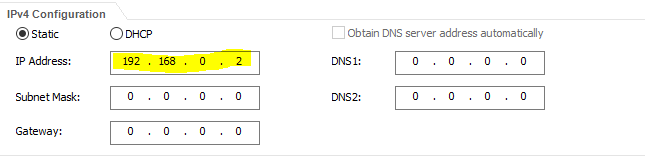 IPv4 Configuration
Static DHCP Obtain DNS server address automatically
IP Address: 192 . 168 . 0 . 2 DNS1: 0 . 0 . 0 . 0
Subnet Mask: 0 . 0 . 0 . 0 DNS2: 0 . 0 . 0 . 0
Gateway: 0 . 0 . 0 . 0